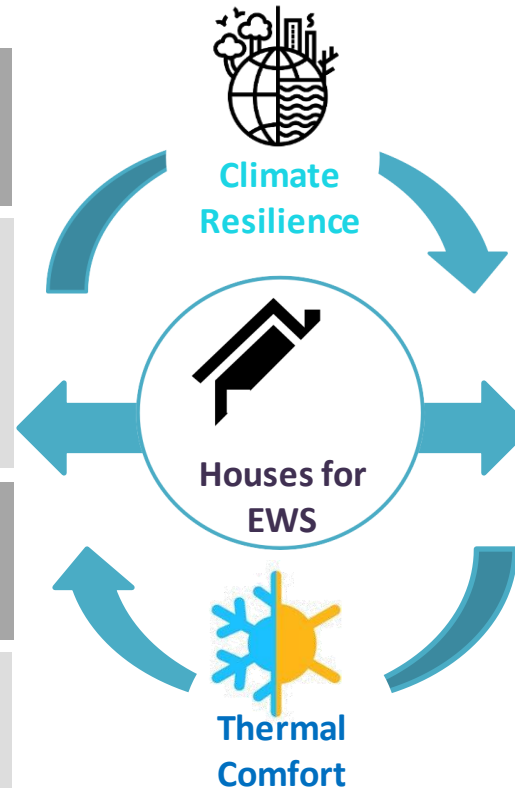 Climate
Resilience
Houses for
EWS
Thermal
Comfort